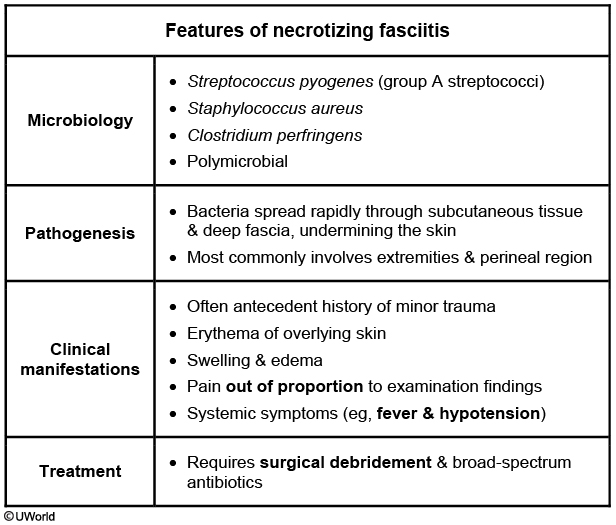 Features of necrotizing fasciitis
Microbiology
• Streptococcus pyogenes (group A streptococci)
• Staphylococcus aureus
• Clostridium perfringens
• Polymicrobial
Pathogenesis
• Bacteria spread rapidly through subcutaneous tissue
& deep fascia, undermining the skin
• Most commonly involves extremities & perineal region
Clinical
manifestations
• Often antecedent history of minor trauma
• Erythema of overlying skin
• Swelling & edema
• Pain out of proportion to examination findings
• Systemic symptoms (eg, fever & hypotension)
Treatment
• Requires surgical debridement & broad-spectrum
antibiotics
©UWorld